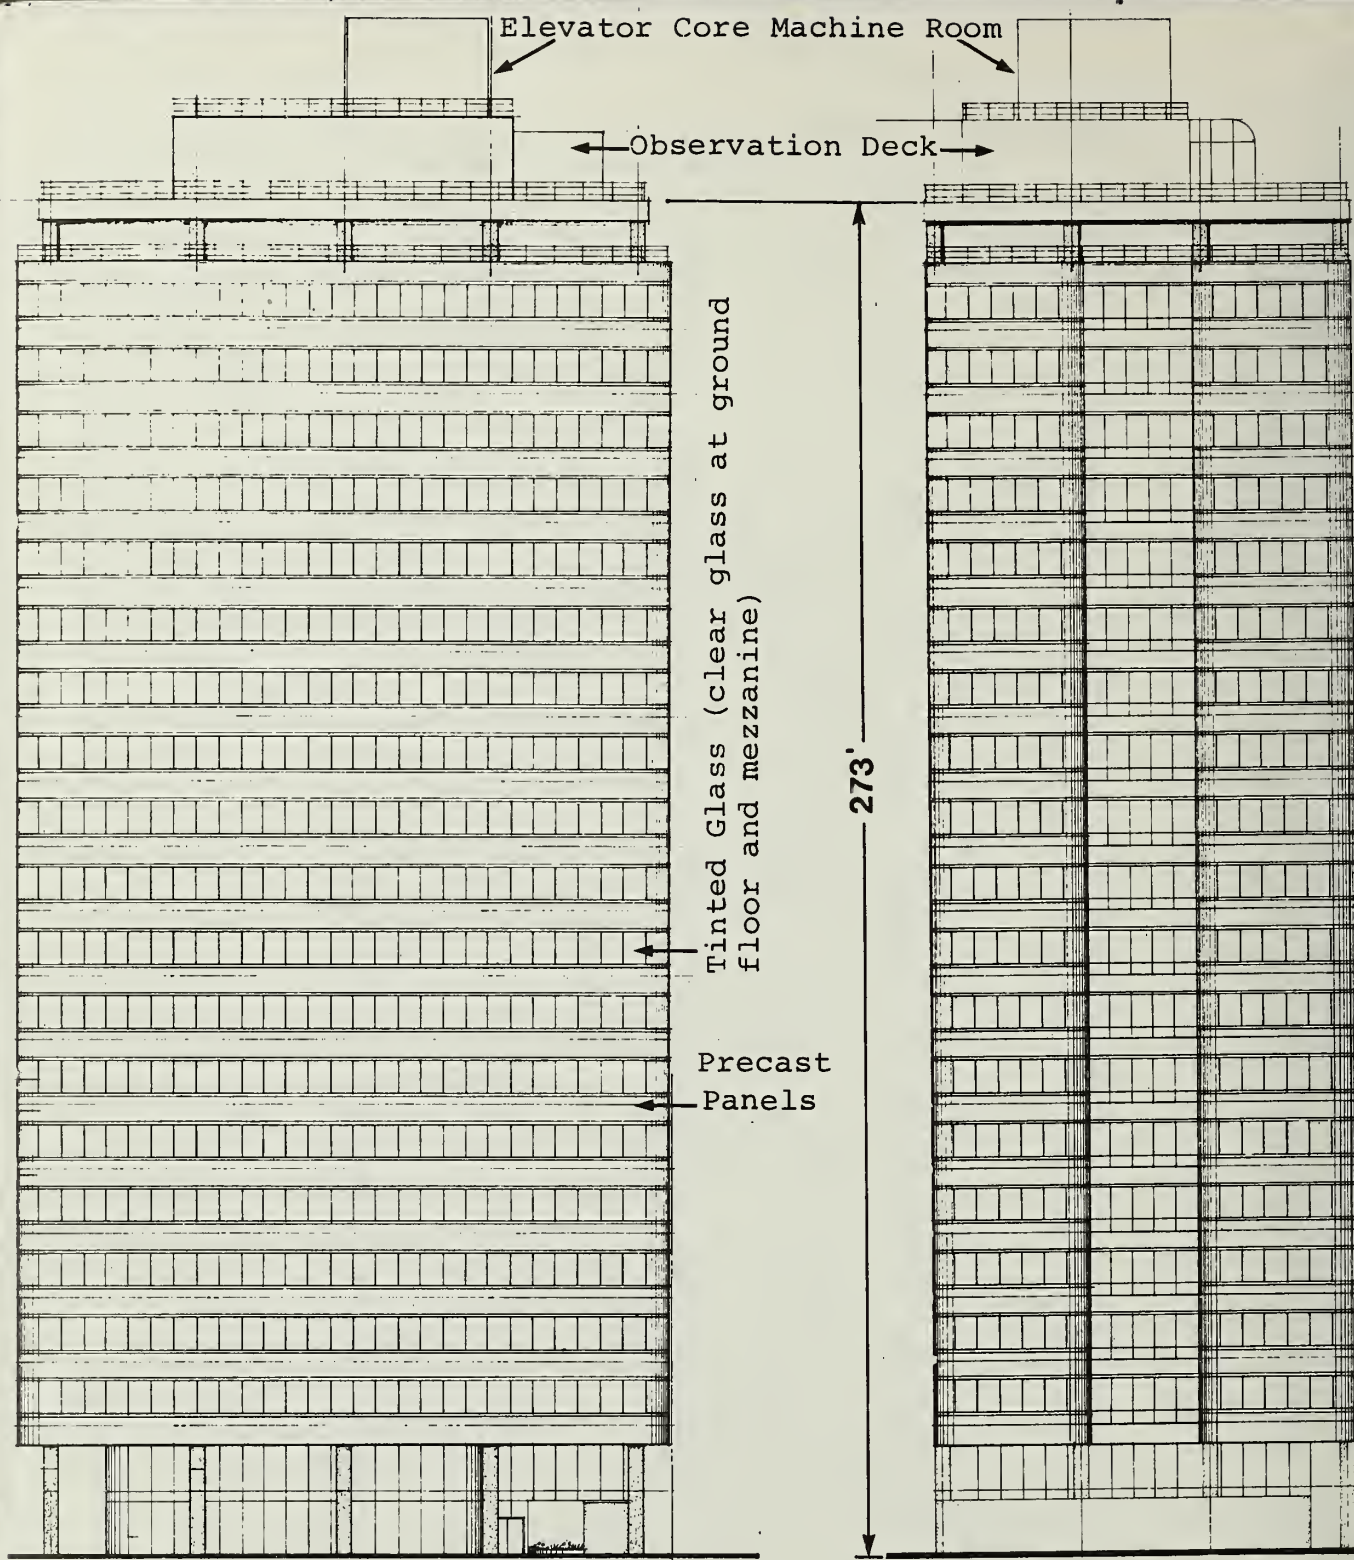 Elevator Core Machine Room
Observation Deck
Tinted Glass (clear glass at ground
floor and mezzanine)
273'
Precast
Panels